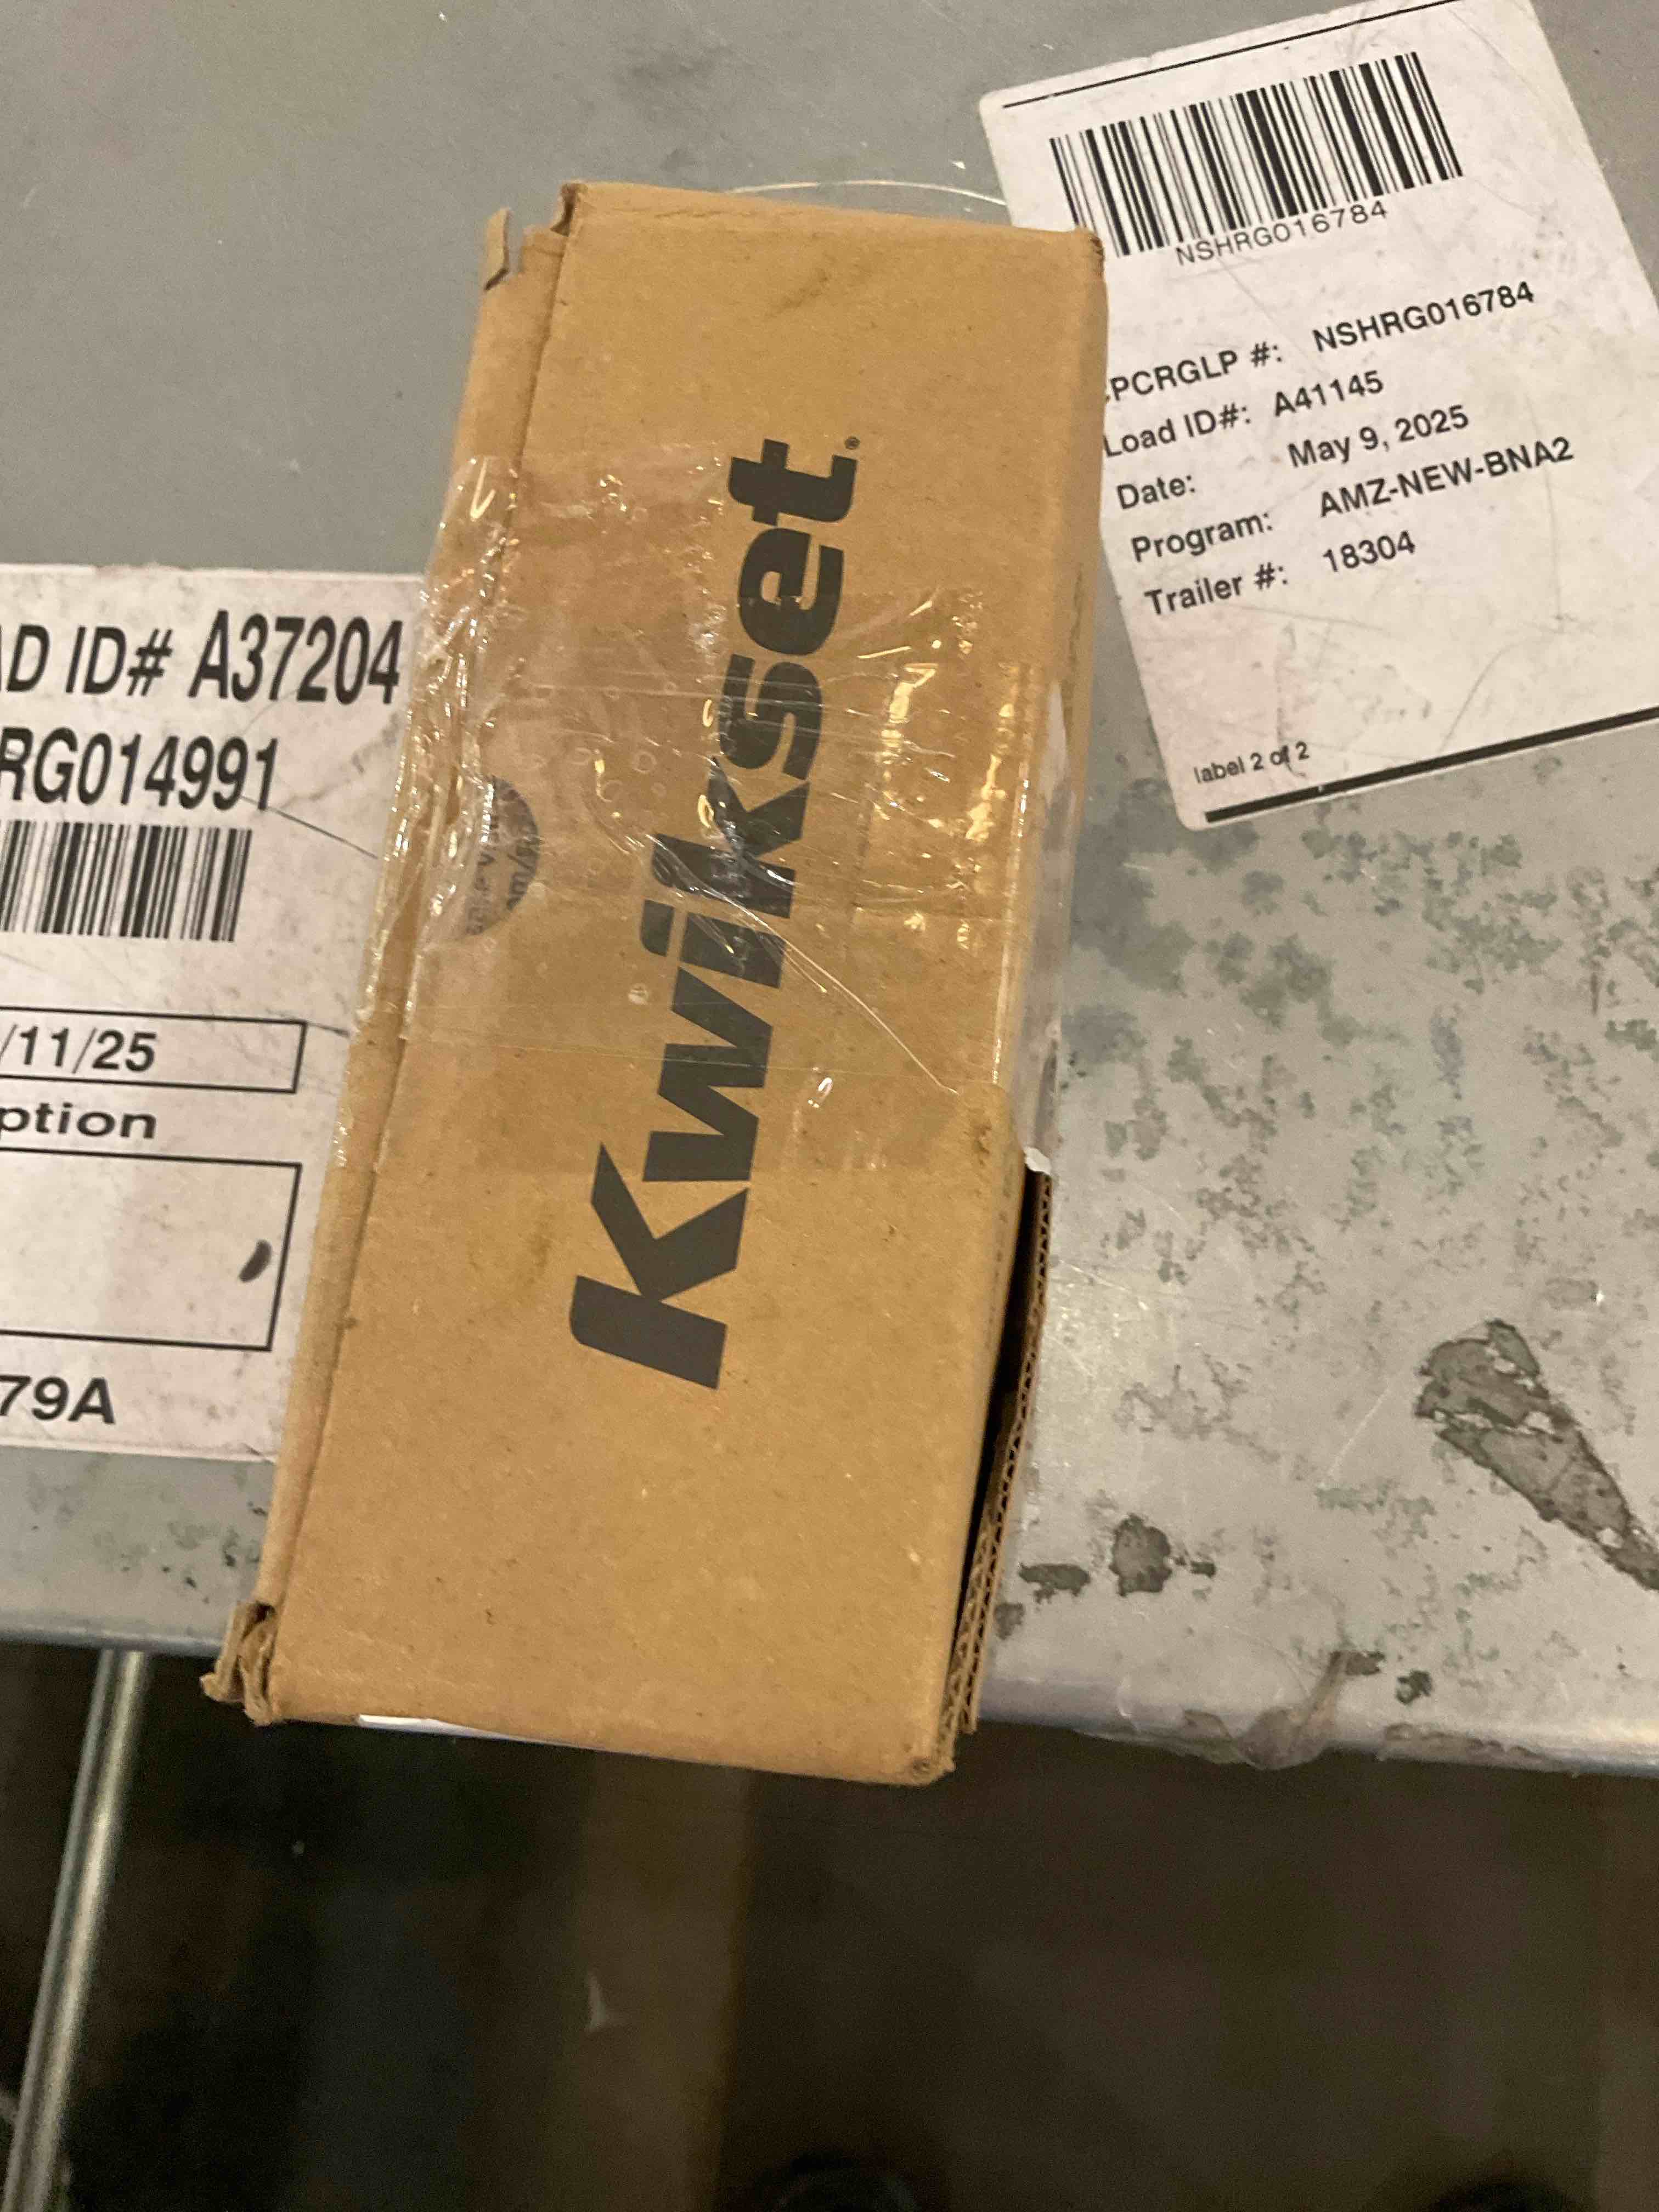 NSHRG016784
PCRGLP #: NSHRG016784
Load ID#: A41145
Date: May 9, 2025
Program: AMZ-NEW-BNA2
Trailer #: 18304
label 2 of 2
Kwikset®
AD ID# A37204
RG014991
/11/25
ption
79A